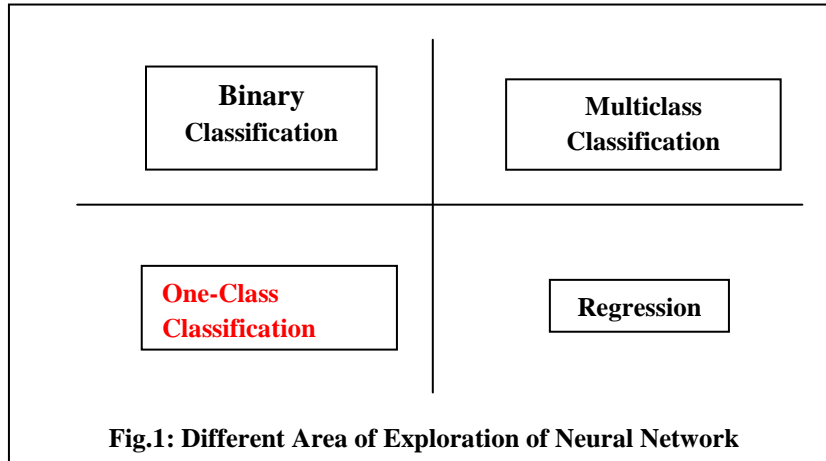 Binary
Classification
Multiclass
Classification
One-Class
Classification
Regression
Fig.1: Different Area of Exploration of Neural Network